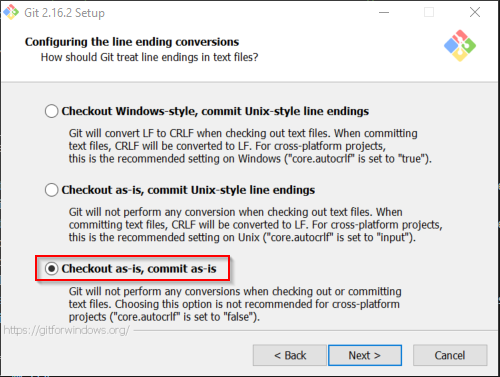 Git 2.16.2 Setup
Configuring the line ending conversions
How should Git treat line endings in text files?
Checkout Windows-style, commit Unix-style line endings
Git will convert LF to CRLF when checking out text files. When committing
text files, CRLF will be converted to LF. For cross-platform projects,
this is the recommended setting on Windows ("core.autocrlf" is set to "true").
Checkout as-is, commit Unix-style line endings
Git will not perform any conversion when checking out text files. When
committing text files, CRLF will be converted to LF. For cross-platform projects,
this is the recommended setting on Unix ("core.autocrlf" is set to "input").
Checkout as-is, commit as-is
Git will not perform any conversions when checking out or committing
text files. Choosing this option is not recommended for cross-platform
projects ("core.autocrlf" is set to "false").
https://gitforwindows.org/
< Back
Next >
Cancel